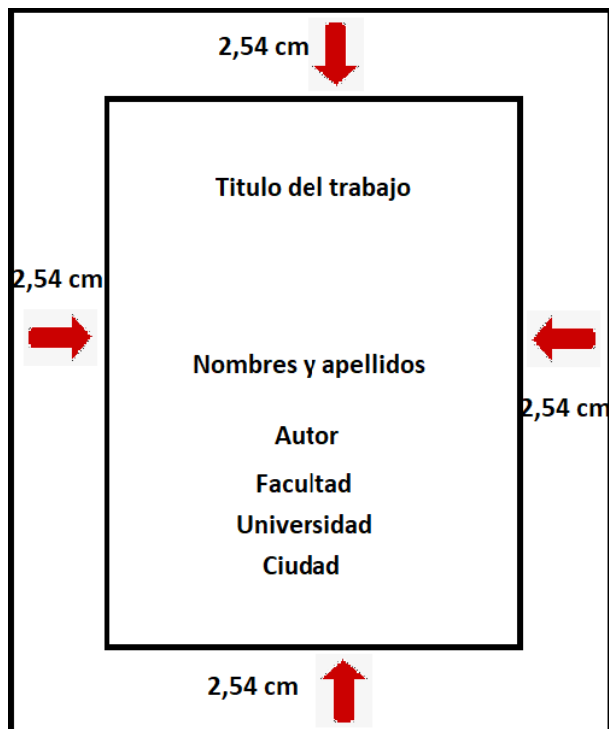 2,54 cm
Titulo del trabajo
2,54 cm
Nombres y apellidos
2,54 cm
Autor
Facultad
Universidad
Ciudad
2,54 cm